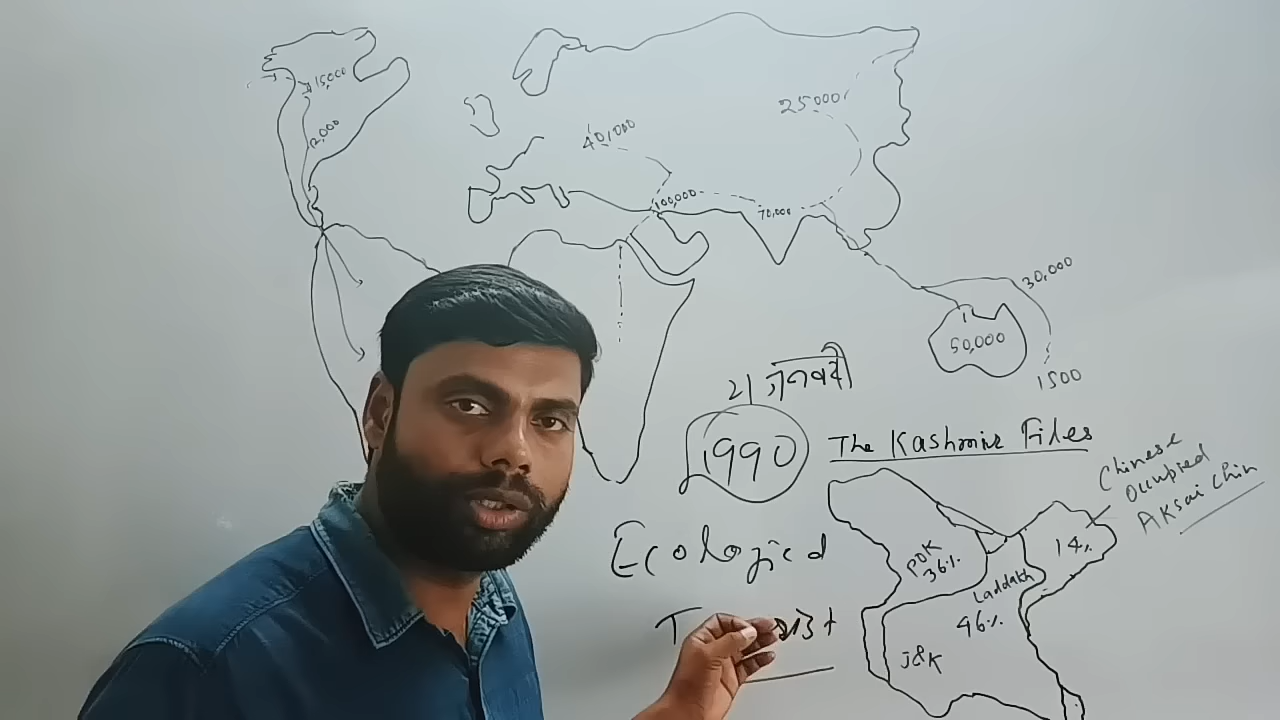 15,000
12,000
40,000
25,000
100,000
70,000
30,000
50,000
1500
21 जनवरी
1990
The Kashmir Files
Chinese
Occupied
Aksai Chin
Ecological
POK
36%
14%
Laddakh
46%
J&K